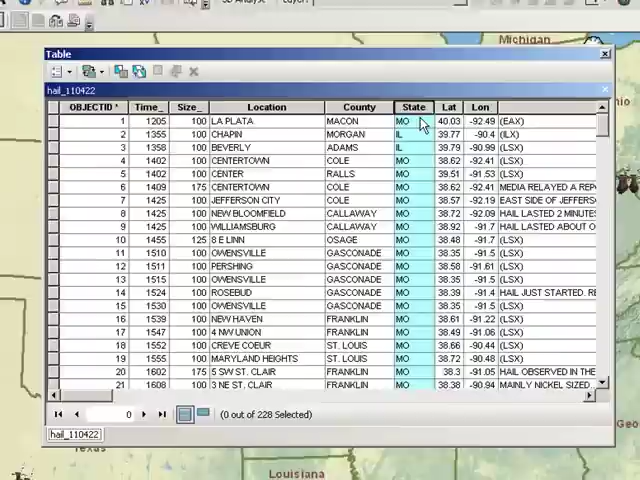 3D Analyst
Layer:
Michigan
Table
hail_110422
OBJECTID * Time_ Size_ Location County State Lat Lon
1 1205 100 LA PLATA MACON MO 40.03 -92.49 (EAX)
2 1355 100 CHAPIN MORGAN IL 39.77 -90.4 (ILX)
3 1358 100 BEVERLY ADAMS IL 39.79 -90.99 (LSX)
4 1402 100 CENTERTOWN COLE MO 38.62 -92.41 (LSX)
5 1402 100 CENTER RALLS MO 39.51 -91.53 (LSX)
6 1409 175 CENTERTOWN COLE MO 38.62 -92.41 MEDIA RELAYED A REP
7 1425 100 JEFFERSON CITY COLE MO 38.57 -92.19 EAST SIDE OF JEFFERS
8 1425 100 NEW BLOOMFIELD CALLAWAY MO 38.72 -92.09 HAIL LASTED 2 MINUTES
9 1425 100 WILLIAMSBURG CALLAWAY MO 38.92 -91.7 HAIL LASTED ABOUT O
10 1455 125 8 E LINN OSAGE MO 38.48 -91.7 (LSX)
11 1510 100 OWENSVILLE GASCONADE MO 38.35 -91.5 (LSX)
12 1511 100 PERSHING GASCONADE MO 38.58 -91.61 (LSX)
13 1515 100 OWENSVILLE GASCONADE MO 38.35 -91.5 (LSX)
14 1524 100 ROSEBUD GASCONADE MO 38.39 -91.4 HAIL JUST STARTED. RE
15 1530 100 OWENSVILLE GASCONADE MO 38.35 -91.5 (LSX)
16 1539 100 NEW HAVEN FRANKLIN MO 38.61 -91.22 (LSX)
17 1547 100 4 NW UNION FRANKLIN MO 38.49 -91.06 (LSX)
18 1552 100 CREVE COEUR ST. LOUIS MO 38.66 -90.44 (LSX)
19 1555 100 MARYLAND HEIGHTS ST. LOUIS MO 38.72 -90.48 (LSX)
20 1602 175 5 SW ST. CLAIR FRANKLIN MO 38.3 -91.05 HAIL OBSERVED IN THE
21 1608 100 3 NE ST. CLAIR FRANKLIN MO 38.38 -90.94 MAINLY NICKEL SIZED.
0 (0 out of 228 Selected)
hail_110422
Texas
Louisiana